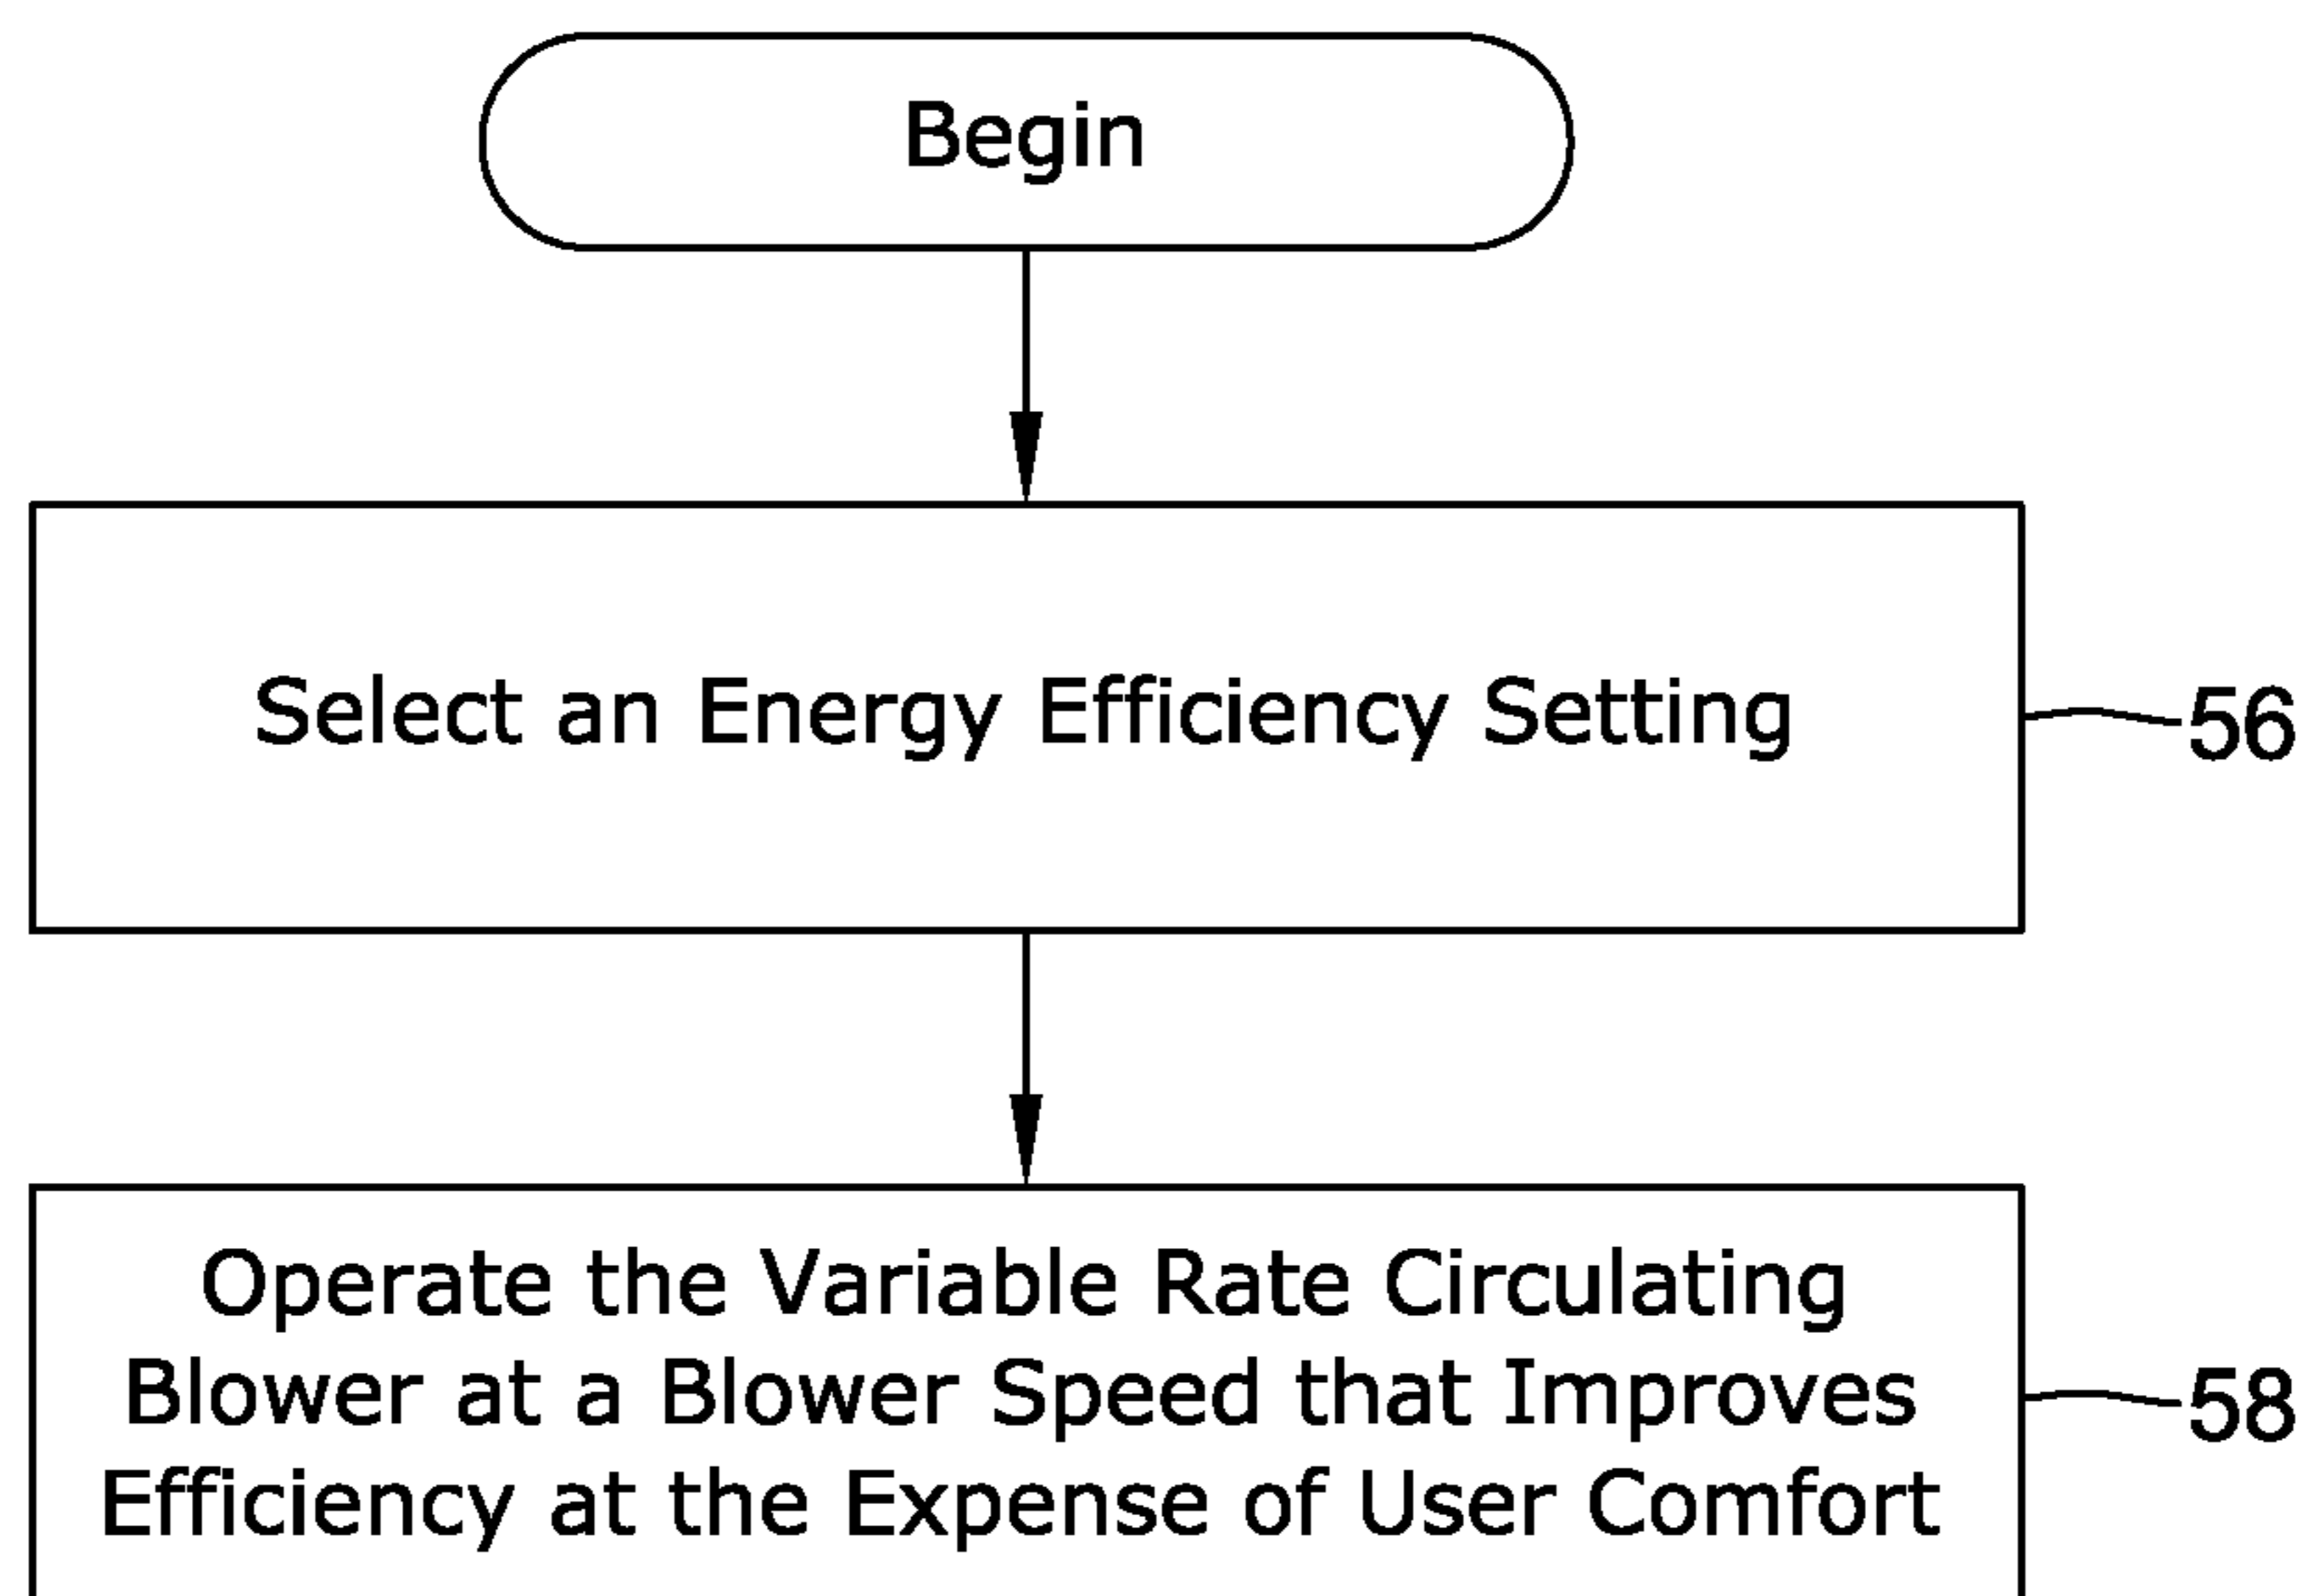 Begin
Select an Energy Efficiency Setting
56
Operate the Variable Rate Circulating
Blower at a Blower Speed that Improves
58
Efficiency at the Expense of User Comfort